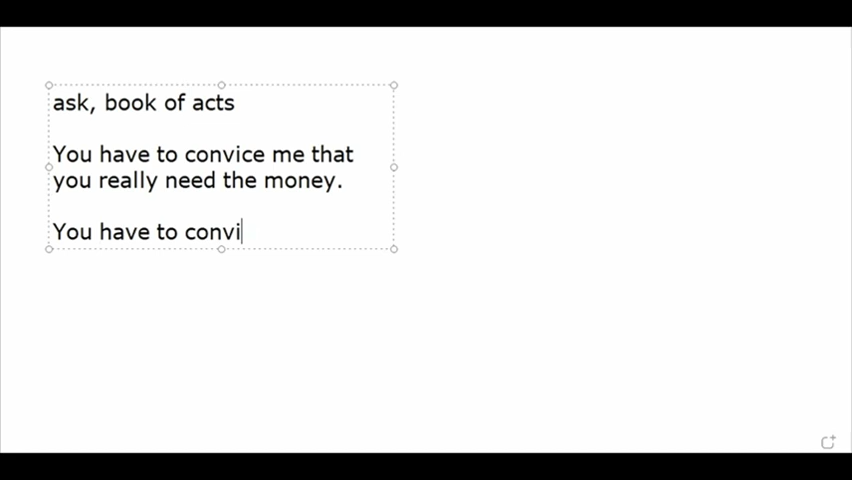 ask, book of acts
You have to convice me that
you really need the money.
You have to convi